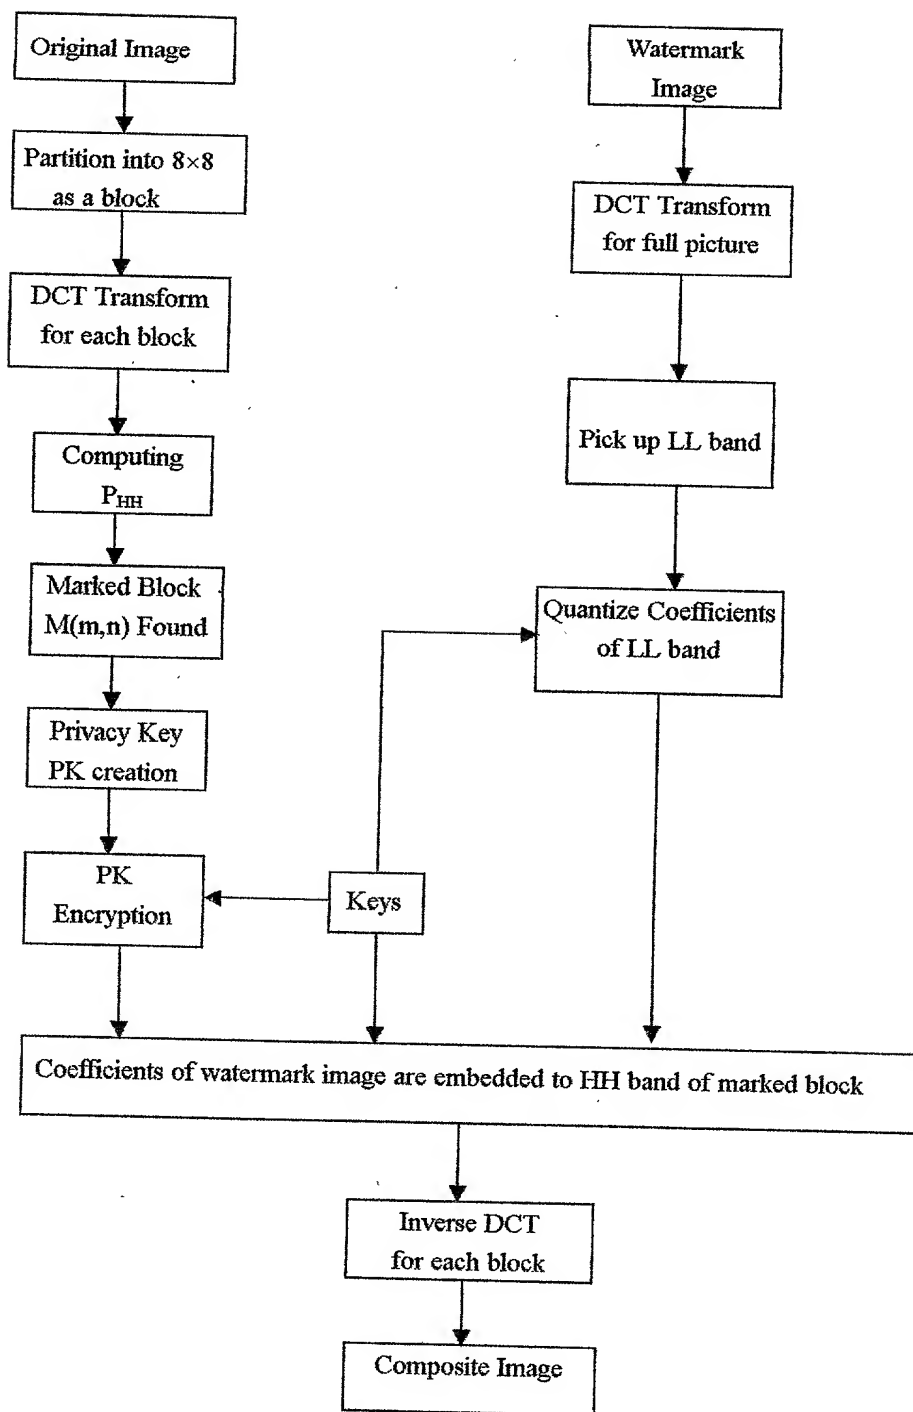 Original Image
Partition into 8×8
as a block
DCT Transform
for each block
Computing
P_HH
Marked Block
M(m,n) Found
Privacy Key
PK creation
PK
Encryption
Keys
Watermark
Image
DCT Transform
for full picture
Pick up LL band
Quantize Coefficients
of LL band
Coefficients of watermark image are embedded to HH band of marked block
Inverse DCT
for each block
Composite Image